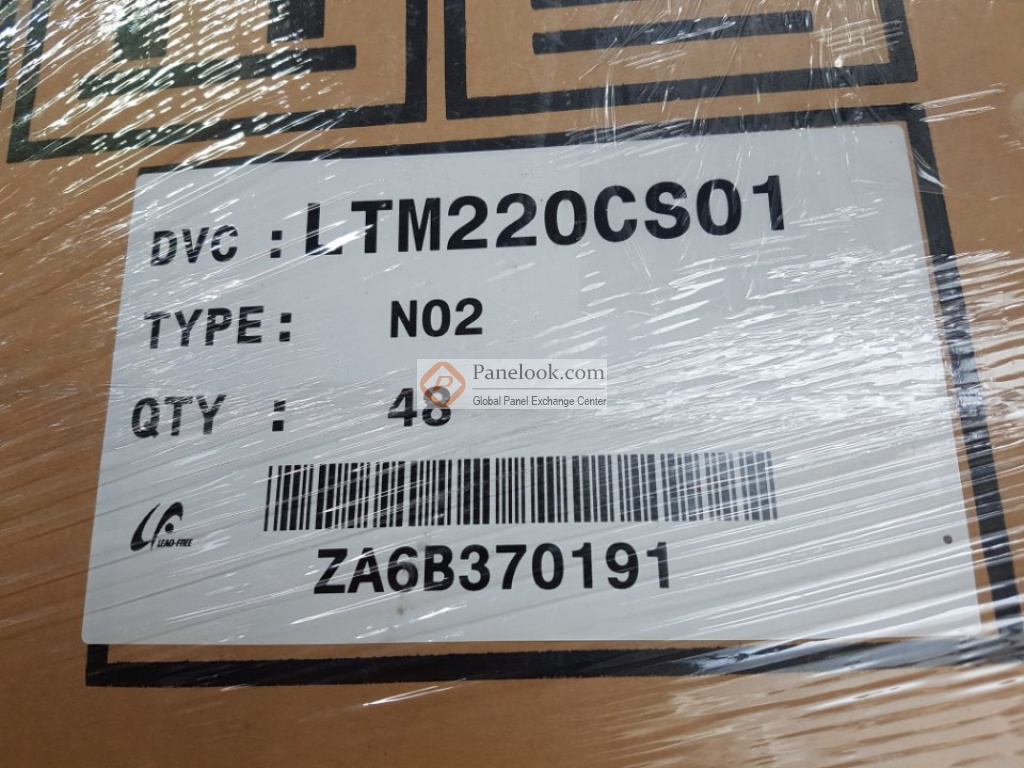 DVC : LTM220CS01
TYPE: N02
Panelook.com
Global Panel Exchange Center
QTY : 48
LEAD-FREE
ZA6B370191